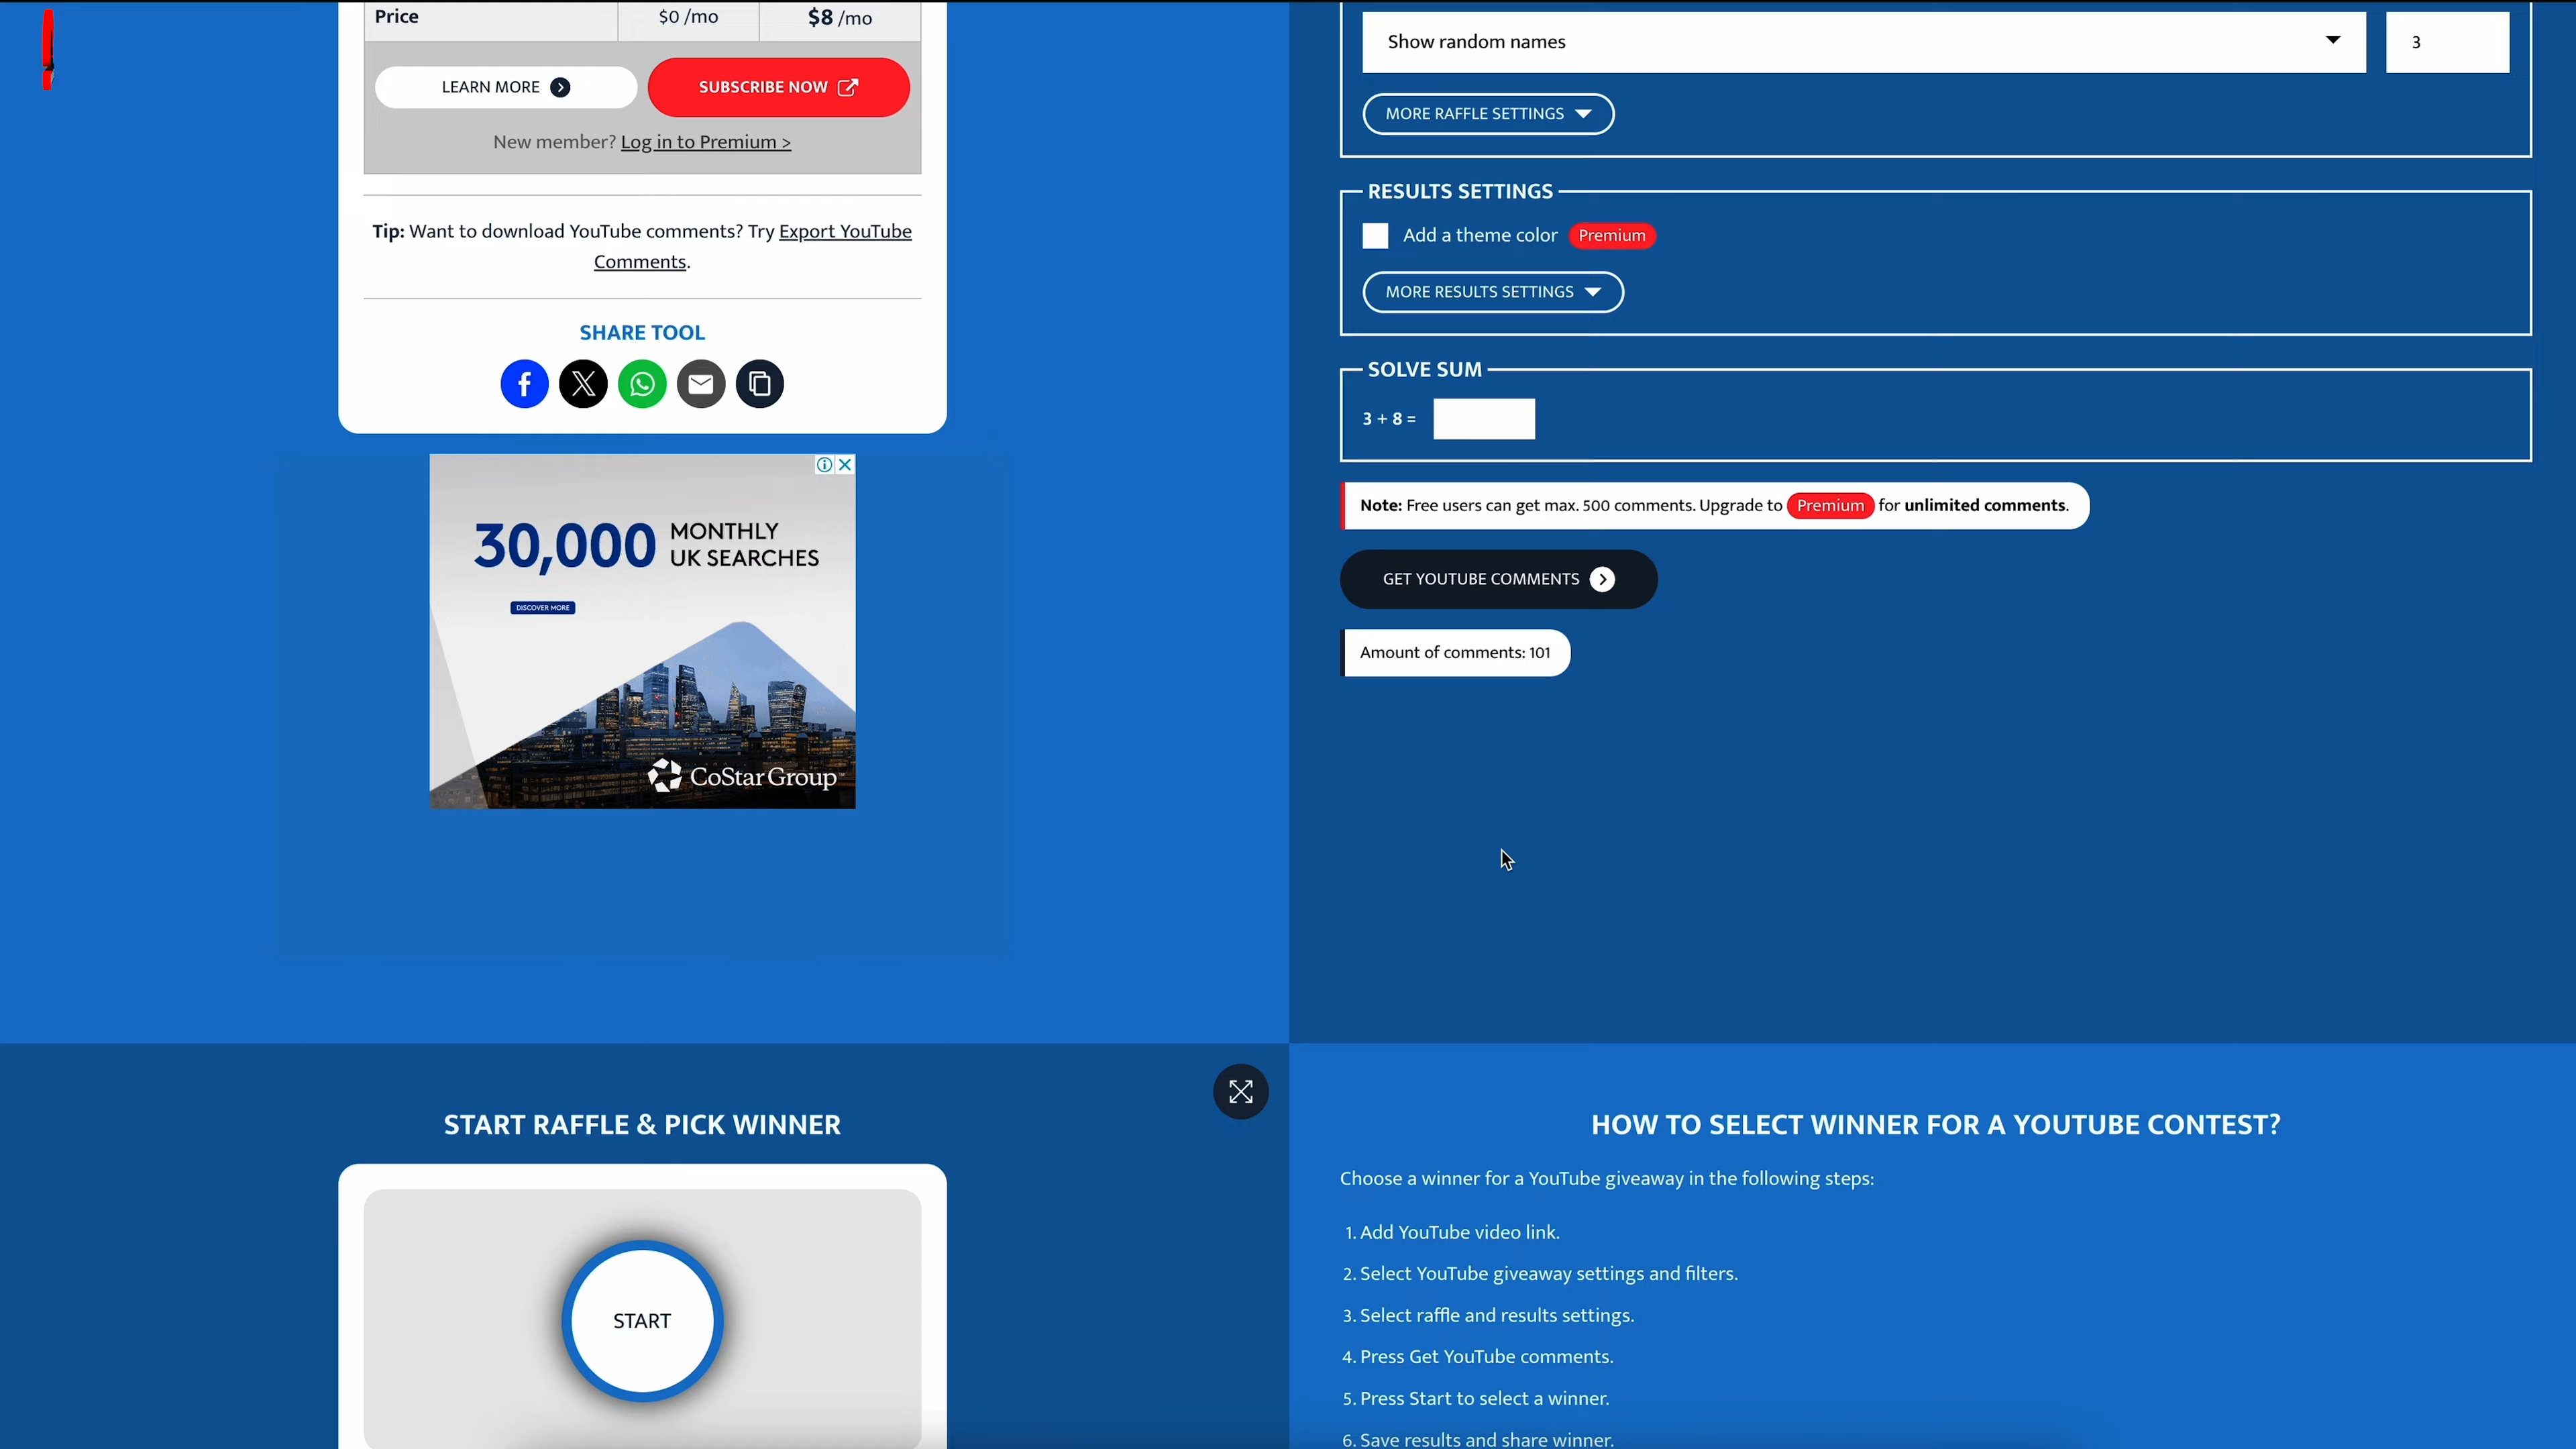 Price $0 /mo $8 /mo
LEARN MORE
SUBSCRIBE NOW
New member? Log in to Premium >
Tip: Want to download YouTube comments? Try Export YouTube
Comments.
SHARE TOOL
30,000 MONTHLY
UK SEARCHES
DISCOVER MORE
CoStar Group™
Show random names
3
MORE RAFFLE SETTINGS
RESULTS SETTINGS
Add a theme color Premium
MORE RESULTS SETTINGS
SOLVE SUM
3 + 8 =
Note: Free users can get max. 500 comments. Upgrade to Premium for unlimited comments.
GET YOUTUBE COMMENTS
Amount of comments: 101
START RAFFLE & PICK WINNER
START
HOW TO SELECT WINNER FOR A YOUTUBE CONTEST?
Choose a winner for a YouTube giveaway in the following steps:
1. Add YouTube video link.
2. Select YouTube giveaway settings and filters.
3. Select raffle and results settings.
4. Press Get YouTube comments.
5. Press Start to select a winner.
6. Save results and share winner.